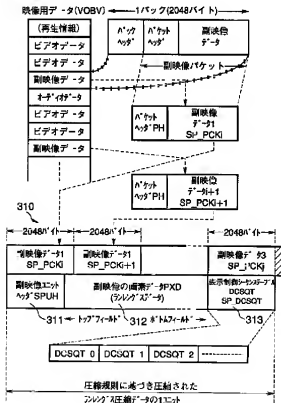 映像用データ(VOBV)
1パック(2048バイト)
(再生情報)
ビデオデータ
ビデオデータ
副映像データ
オーディオデータ
ビデオデータ
ビデオデータ
副映像データ
パック
ヘッダ
パケット
ヘッダ
副映像
データ
副映像パケット
パケット
ヘッダPH
副映像
データ1
SP_PCKi
パケット
ヘッダPH
副映像
データi+1
SP_PCKi+1
310
2048バイト
2048バイト
2048バイト
副映像データ1
SP_PCKi
副映像データ1
SP_PCKi+1
副映像データ3
SP_PCKj
副映像ユニット
ヘッダSPUH
副映像の画素データPXD
(ランレングスデータ)
表示制御シーケンステーブル
DCSQT
SP_DCSQT
311
トップフィールド
312
ボトムフィールド
313
DCSQT 0
DCSQT 1
DCSQT 2
圧縮規則に基づき圧縮された
ランレングス圧縮データの1ユニット